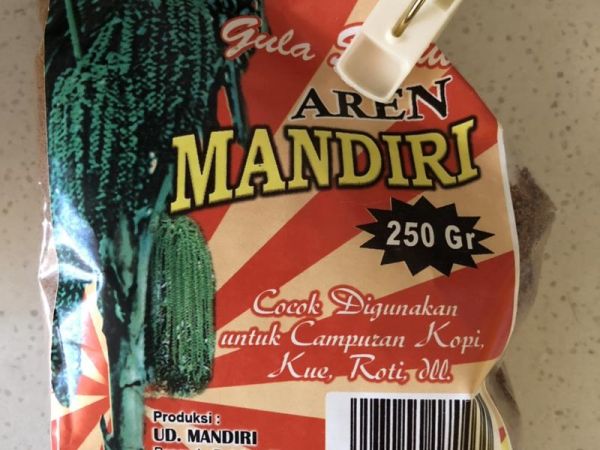 Gula
AREN
MANDIRI
250 Gr
Cocok Digunakan
untuk Campuran Kopi,
Kue, Roti, dll.
Produksi :
UD. MANDIRI